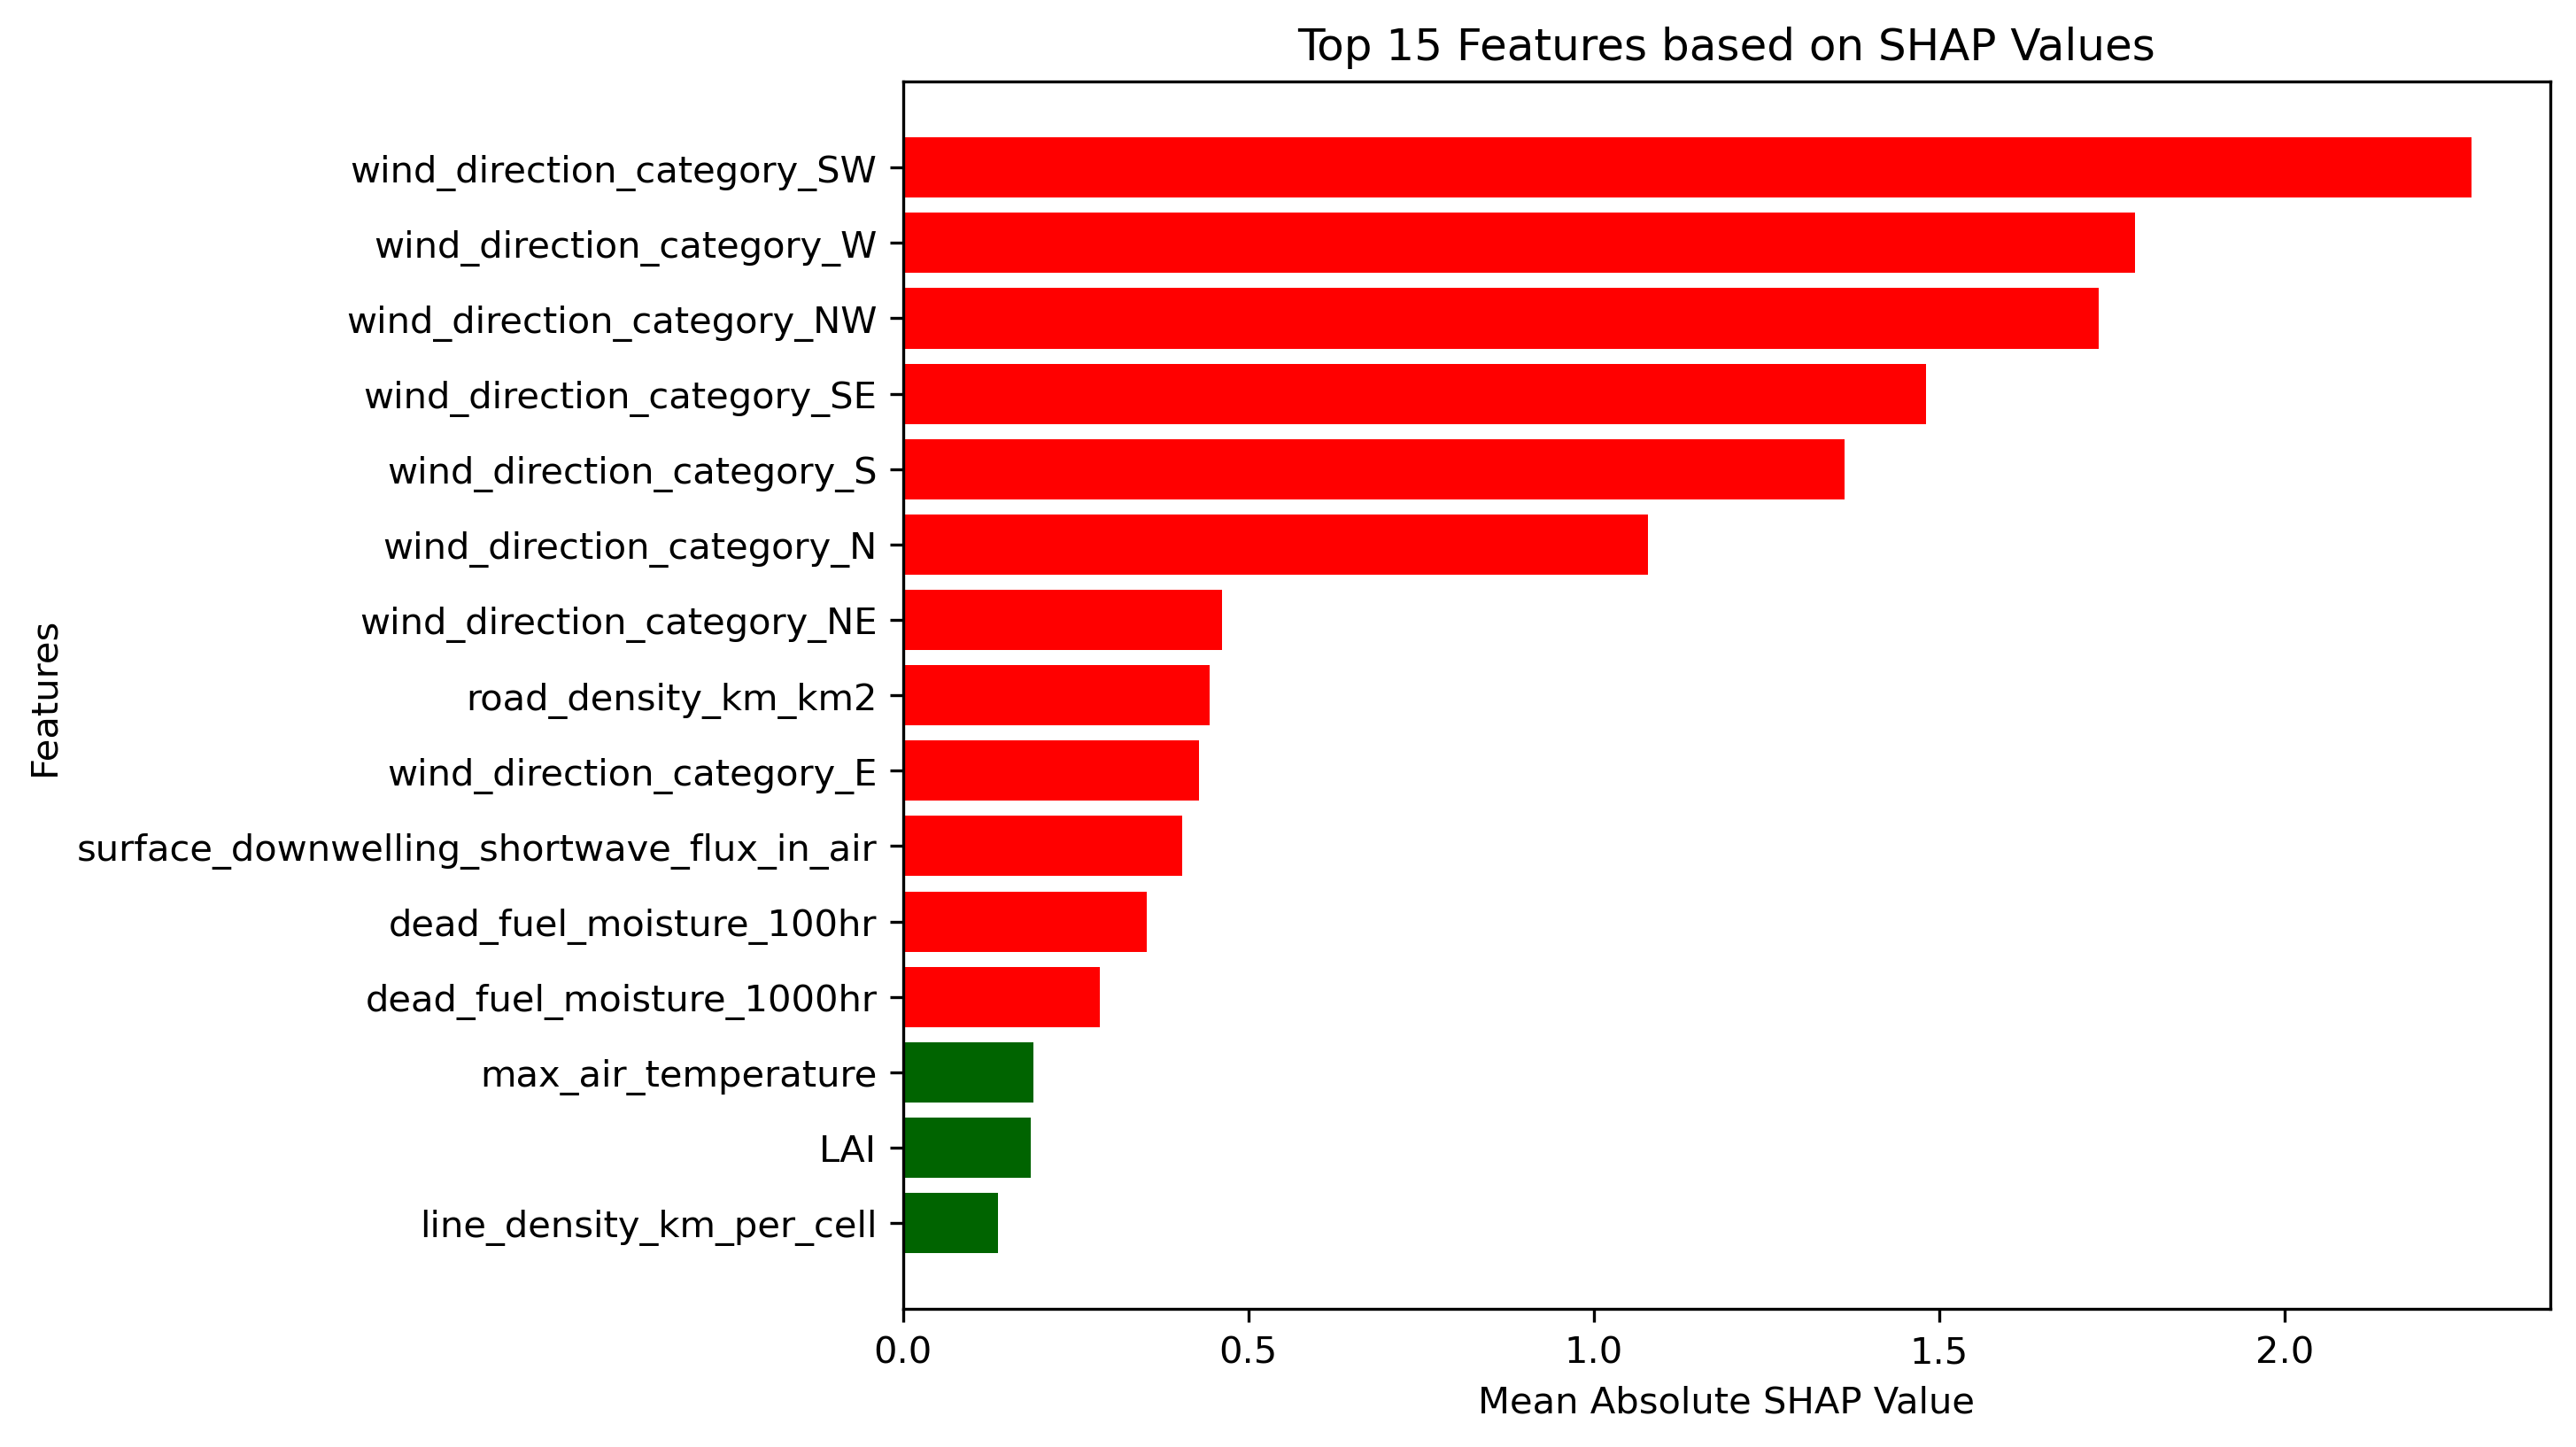 Top 15 Features based on SHAP Values
Features
wind_direction_category_SW
wind_direction_category_W
wind_direction_category_NW
wind_direction_category_SE
wind_direction_category_S
wind_direction_category_N
wind_direction_category_NE
road_density_km_km2
wind_direction_category_E
surface_downwelling_shortwave_flux_in_air
dead_fuel_moisture_100hr
dead_fuel_moisture_1000hr
max_air_temperature
LAI
line_density_km_per_cell
0.0 0.5 1.0 1.5 2.0
Mean Absolute SHAP Value